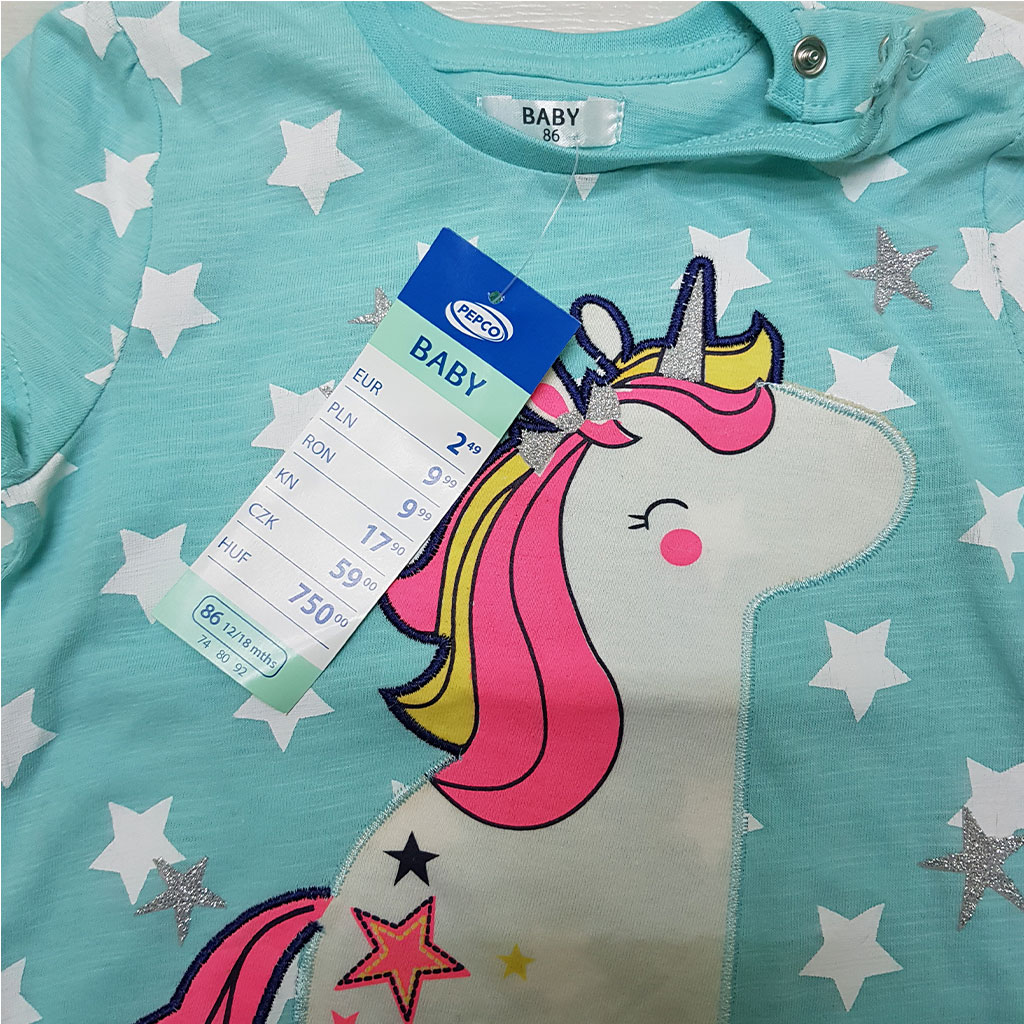 BABY
86
PEPCO
BABY
EUR 2 49
PLN 9 99
RON 9 99
KN 17 90
CZK 59 00
HUF 750 00
86 12/18 mths
74 80 92